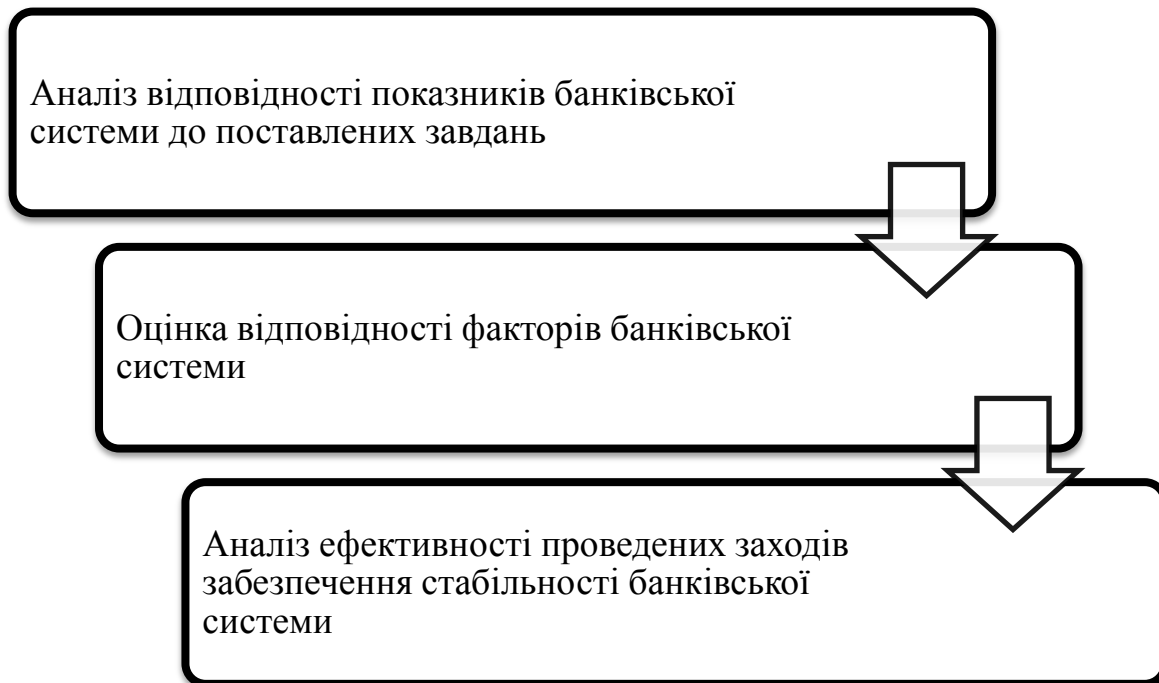 Аналіз відповідності показників банківської
системи до поставлених завдань
Оцінка відповідності факторів банківської
системи
Аналіз ефективності проведених заходів
забезпечення стабільності банківської
системи